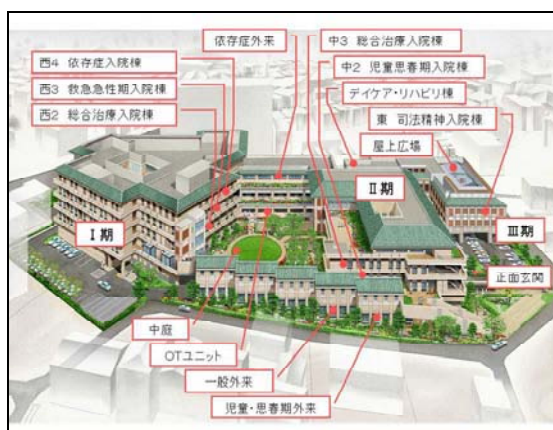 依存症外来
中3 総合治療入院棟
西4 依存症入院棟
中2 児童思春期入院棟
西3 救急急性期入院棟
デイケア・リハビリ棟
西2 総合治療入院棟
東 司法精神入院棟
屋上広場
Ⅰ期
Ⅱ期
Ⅲ期
正面玄関
中庭
OTユニット
一般外来
児童・思春期外来